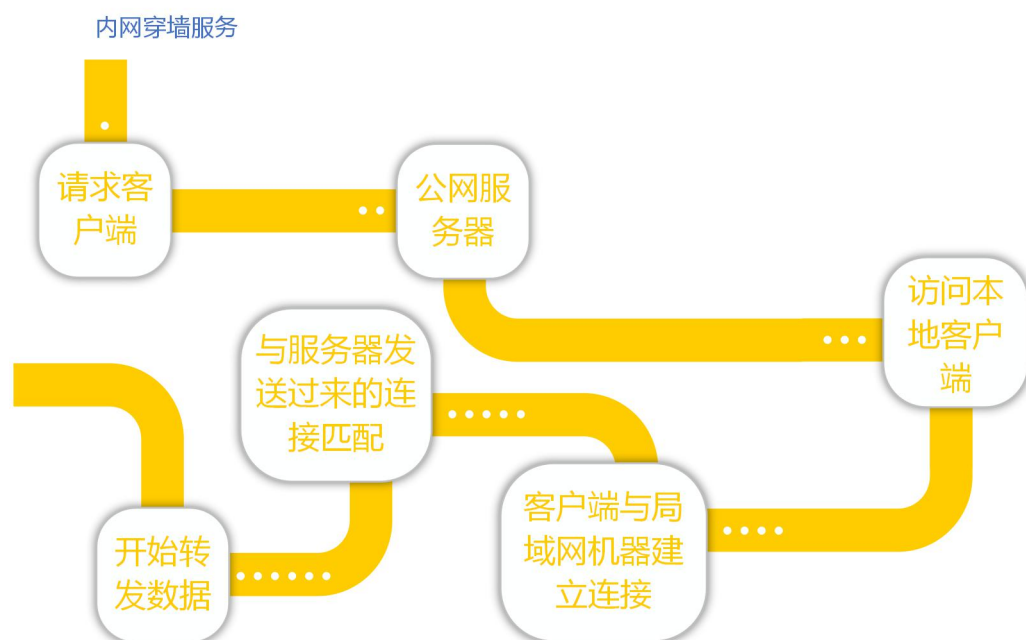 内网穿墙服务
请求客
户端
公网服
务器
访问本
地客户
端
客户端与局
域网机器建
立连接
与服务器发
送过来的连
接匹配
开始转
发数据